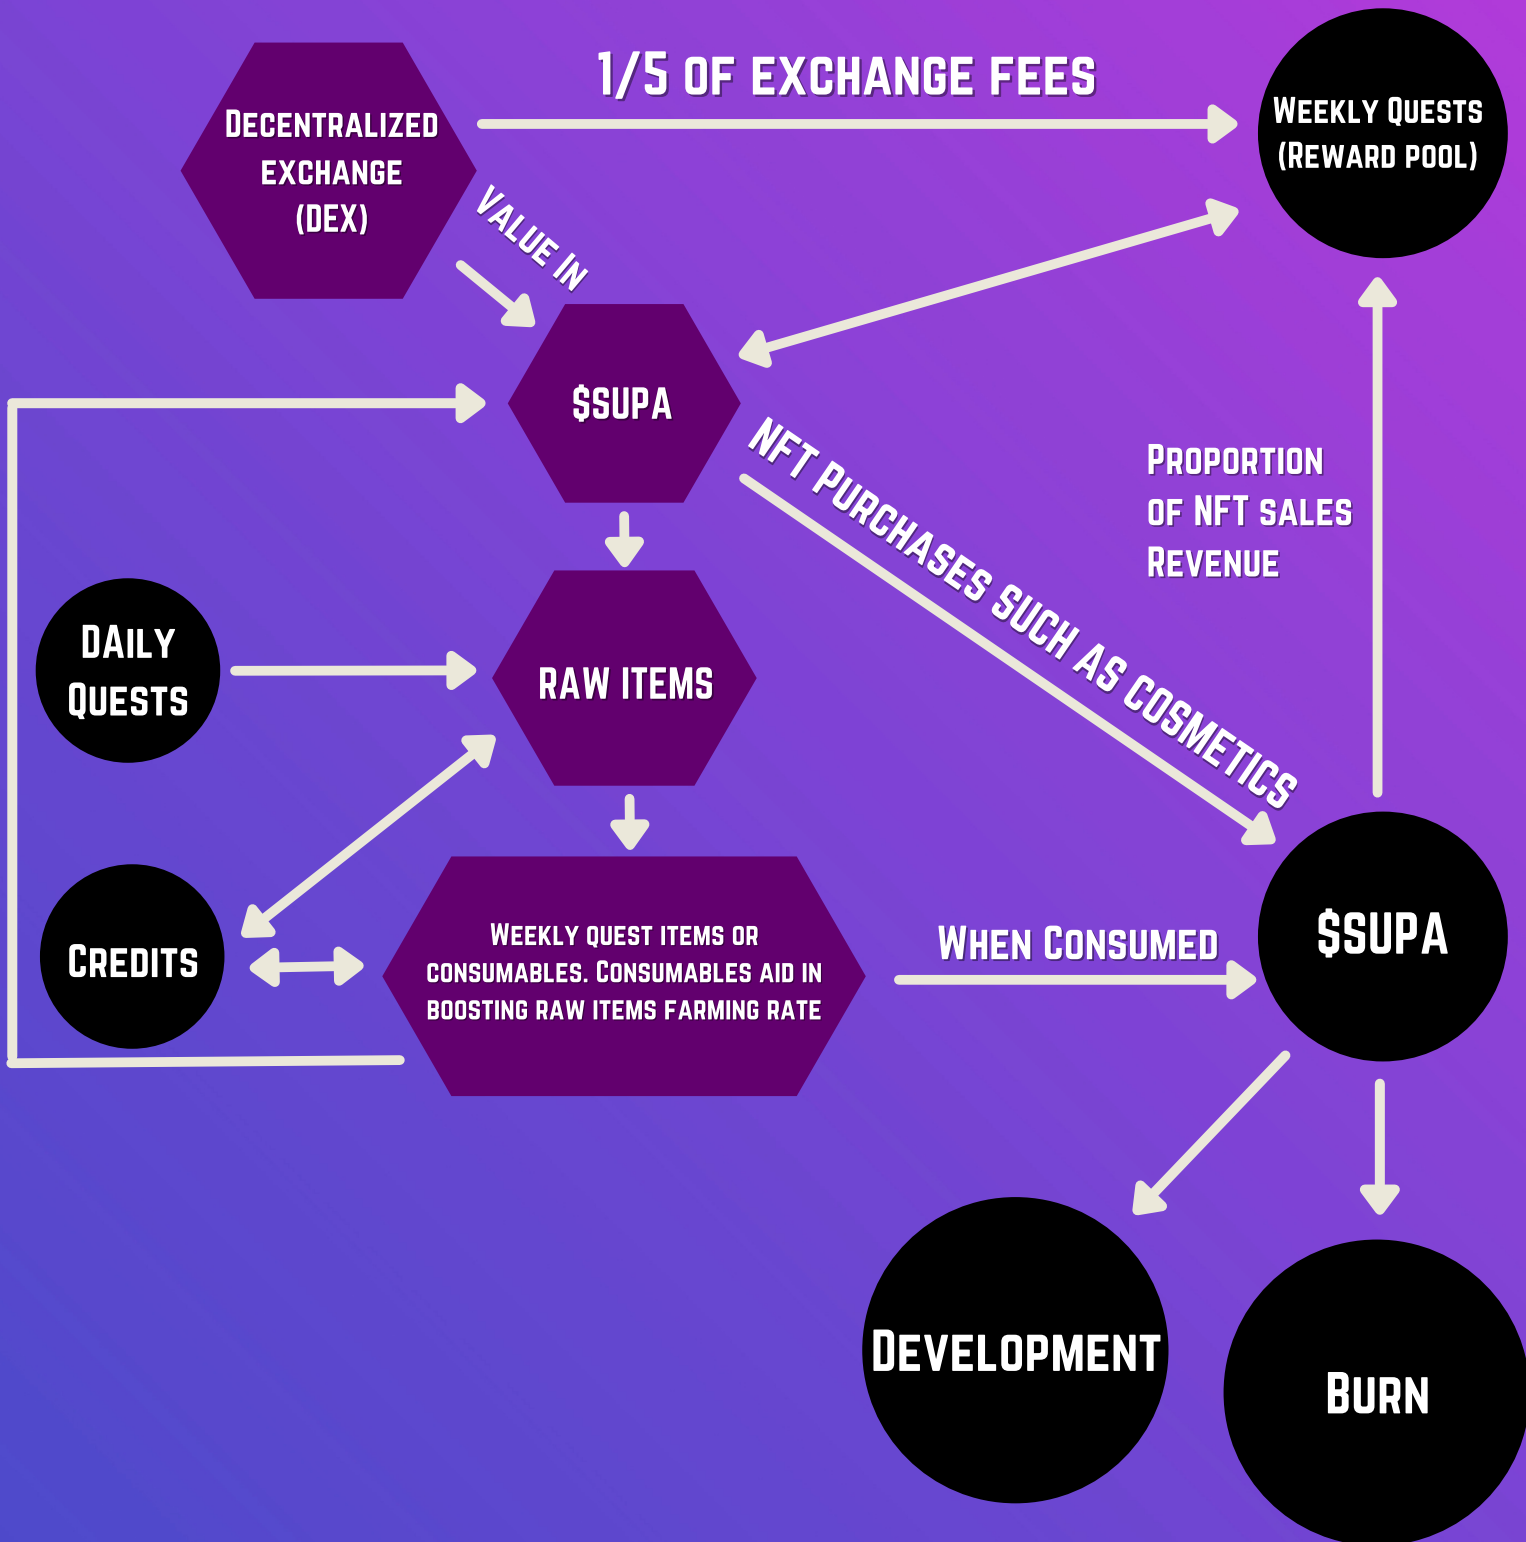 1/5 of exchange fees
Decentralized
exchange
(DEX)
Weekly Quests
(Reward pool)
Value In
$SUPA
NFT Purchases such as cosmetics
Proportion
of NFT sales
Revenue
DAily
Quests
raw items
Credits
Weekly quest items or
consumables. Consumables aid in
boosting raw items farming rate
When Consumed
$SUPA
Development
Burn